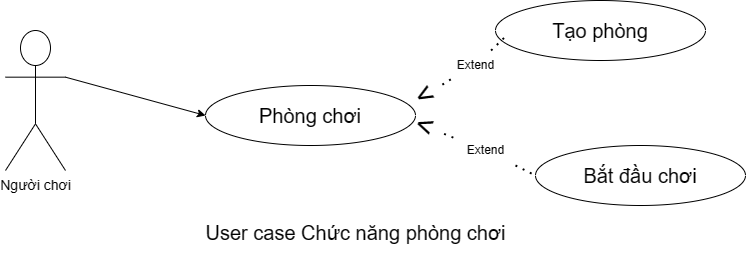 Tạo phòng
Extend
Phòng chơi
Extend
Bắt đầu chơi
Người chơi
User case Chức năng phòng chơi